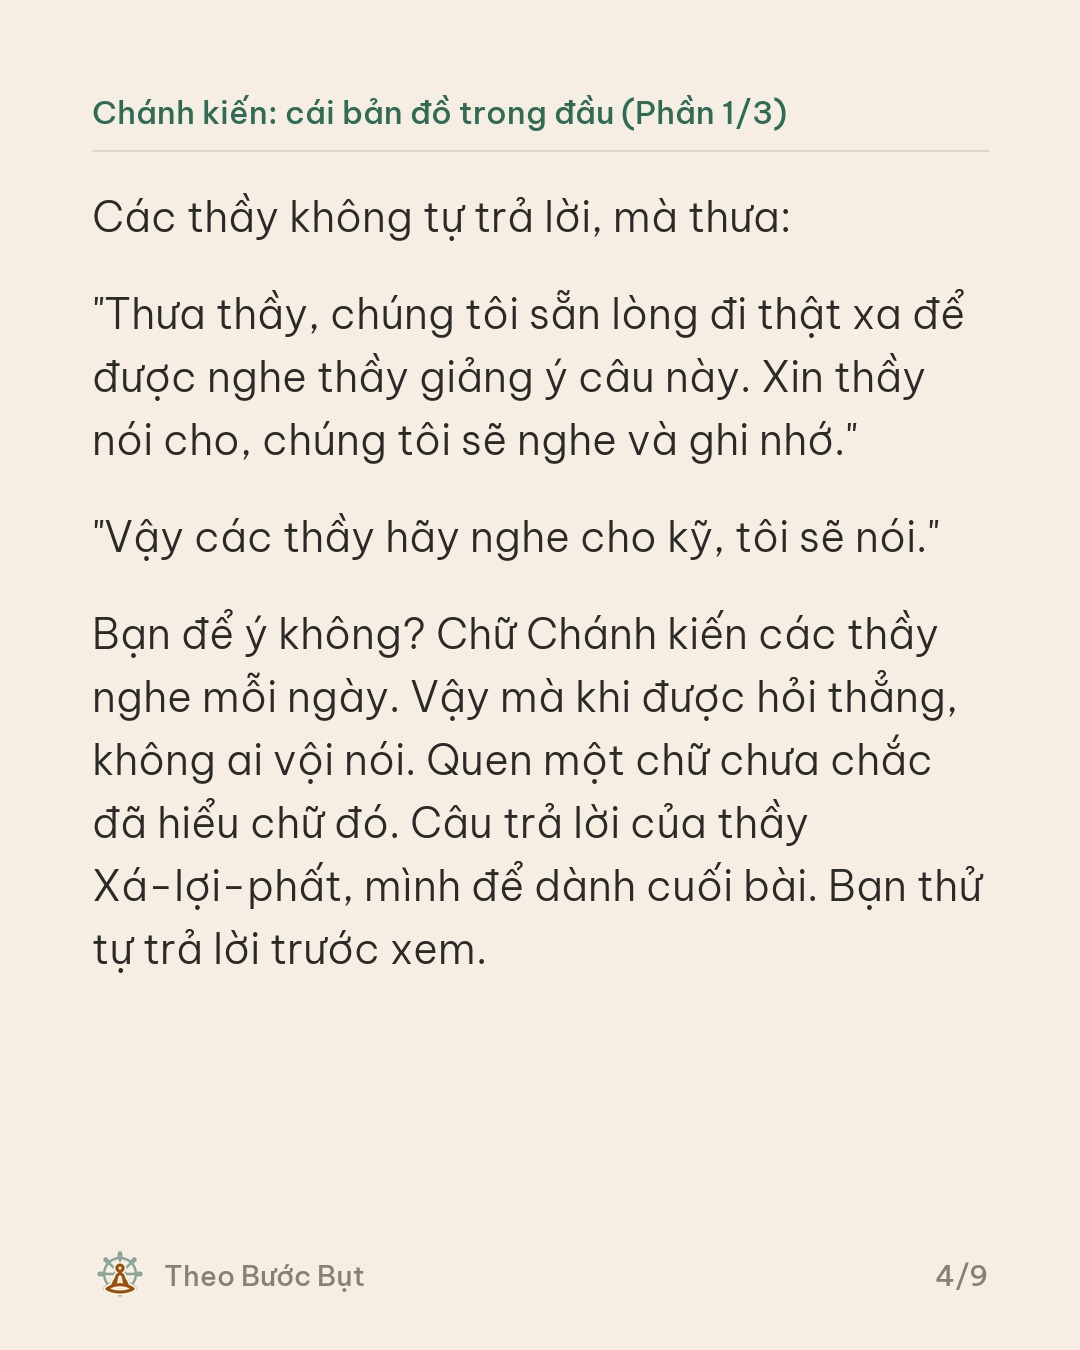 Chánh kiến: cái bản đồ trong đầu (Phần 1/3)
Các thầy không tự trả lời, mà thưa:
"Thưa thầy, chúng tôi sẵn lòng đi thật xa để
được nghe thầy giảng ý câu này. Xin thầy
nói cho, chúng tôi sẽ nghe và ghi nhớ."
"Vậy các thầy hãy nghe cho kỹ, tôi sẽ nói."
Bạn để ý không? Chữ Chánh kiến các thầy
nghe mỗi ngày. Vậy mà khi được hỏi thẳng,
không ai vội nói. Quen một chữ chưa chắc
đã hiểu chữ đó. Câu trả lời của thầy
Xá-lợi-phất, mình để dành cuối bài. Bạn thử
tự trả lời trước xem.
Theo Bước Bụt
4/9